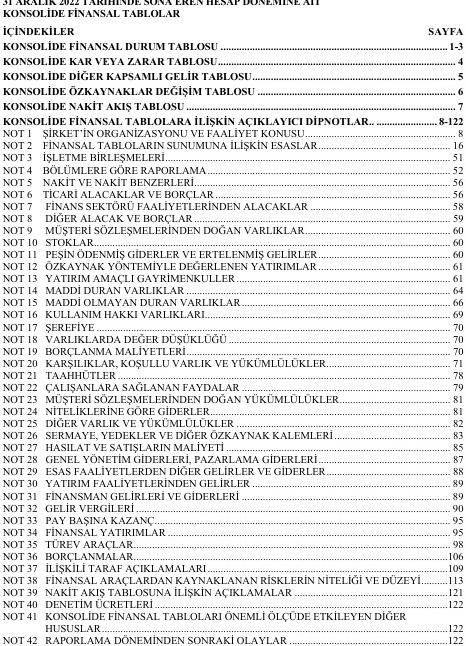 31 ARALIK 2022 TARİHİNDE SONA EREN HESAP DÖNEMİNE AİT
KONSOLİDE FİNANSAL TABLOLAR
İÇİNDEKİLER SAYFA
KONSOLİDE FİNANSAL DURUM TABLOSU ........ 1-3
KONSOLİDE KAR VEYA ZARAR TABLOSU ........ 4
KONSOLİDE DİĞER KAPSAMLI GELİR TABLOSU ........ 5
KONSOLİDE ÖZKAYNAKLAR DEĞİŞİM TABLOSU ........ 6
KONSOLİDE NAKİT AKIŞ TABLOSU ........ 7
KONSOLİDE FİNANSAL TABLOLARA İLİŞKİN AÇIKLAYICI DİPNOTLAR.. ........ 8-122
NOT 1 ŞİRKET'İN ORGANİZASYONU VE FAALİYET KONUSU ........ 8
NOT 2 FİNANSAL TABLOLARIN SUNUMUNA İLİŞKİN ESASLAR ........ 16
NOT 3 İŞLETME BİRLEŞMELERİ ........ 51
NOT 4 BÖLÜMLERE GÖRE RAPORLAMA ........ 52
NOT 5 NAKİT VE NAKİT BENZERLERİ ........ 56
NOT 6 TİCARİ ALACAKLAR VE BORÇLAR ........ 56
NOT 7 FİNANS SEKTÖRÜ FAALİYETLERİNDEN ALACAKLAR ........ 58
NOT 8 DİĞER ALACAK VE BORÇLAR ........ 59
NOT 9 MÜŞTERİ SÖZLEŞMELERİNDEN DOĞAN VARLIKLAR ........ 60
NOT 10 STOKLAR ........ 60
NOT 11 PEŞİN ÖDENMİŞ GİDERLER VE ERTELENMİŞ GELİRLER ........ 60
NOT 12 ÖZKAYNAK YÖNTEMİYLE DEĞERLENEN YATIRIMLAR ........ 61
NOT 13 YATIRIM AMAÇLI GAYRİMENKULLER ........ 61
NOT 14 MADDİ DURAN VARLIKLAR ........ 64
NOT 15 MADDİ OLMAYAN DURAN VARLIKLAR ........ 66
NOT 16 KULLANIM HAKKI VARLIKLARI ........ 69
NOT 17 ŞEREFİYE ........ 70
NOT 18 VARLIKLARDA DEĞER DÜŞÜKLÜĞÜ ........ 70
NOT 19 BORÇLANMA MALİYETLERİ ........ 70
NOT 20 KARŞILIKLAR, KOŞULLU VARLIK VE YÜKÜMLÜLÜKLER ........ 71
NOT 21 TAAHHÜTLER ........ 78
NOT 22 ÇALIŞANLARA SAĞLANAN FAYDALAR ........ 79
NOT 23 MÜŞTERİ SÖZLEŞMELERİNDEN DOĞAN YÜKÜMLÜLÜKLER ........ 81
NOT 24 NİTELİKLERİNE GÖRE GİDERLER ........ 81
NOT 25 DİĞER VARLIK VE YÜKÜMLÜLÜKLER ........ 82
NOT 26 SERMAYE, YEDEKLER VE DİĞER ÖZKAYNAK KALEMLERİ ........ 83
NOT 27 HASILAT VE SATIŞLARIN MALİYETİ ........ 85
NOT 28 GENEL YÖNETİM GİDERLERİ, PAZARLAMA GİDERLERİ ........ 87
NOT 29 ESAS FAALİYETLERDEN DİĞER GELİRLER VE GİDERLER ........ 88
NOT 30 YATIRIM FAALİYETLERİNDEN GELİRLER ........ 89
NOT 31 FİNANSMAN GELİRLERİ VE GİDERLERİ ........ 89
NOT 32 GELİR VERGİLERİ ........ 90
NOT 33 PAY BAŞINA KAZANÇ ........ 95
NOT 34 FİNANSAL YATIRIMLAR ........ 95
NOT 35 TÜREV ARAÇLAR ........ 98
NOT 36 BORÇLANMALAR ........ 106
NOT 37 İLİŞKİLİ TARAF AÇIKLAMALARI ........ 109
NOT 38 FİNANSAL ARAÇLARDAN KAYNAKLANAN RİSKLERİN NİTELİĞİ VE DÜZEYİ ........ 113
NOT 39 NAKİT AKIŞ TABLOSUNA İLİŞKİN AÇIKLAMALAR ........ 121
NOT 40 DENETİM ÜCRETLERİ ........ 122
NOT 41 KONSOLİDE FİNANSAL TABLOLARI ÖNEMLİ ÖLÇÜDE ETKİLEYEN DİĞER
HUSUSLAR ........ 122
NOT 42 RAPORLAMA DÖNEMİNDEN SONRAKİ OLAYLAR ........ 122